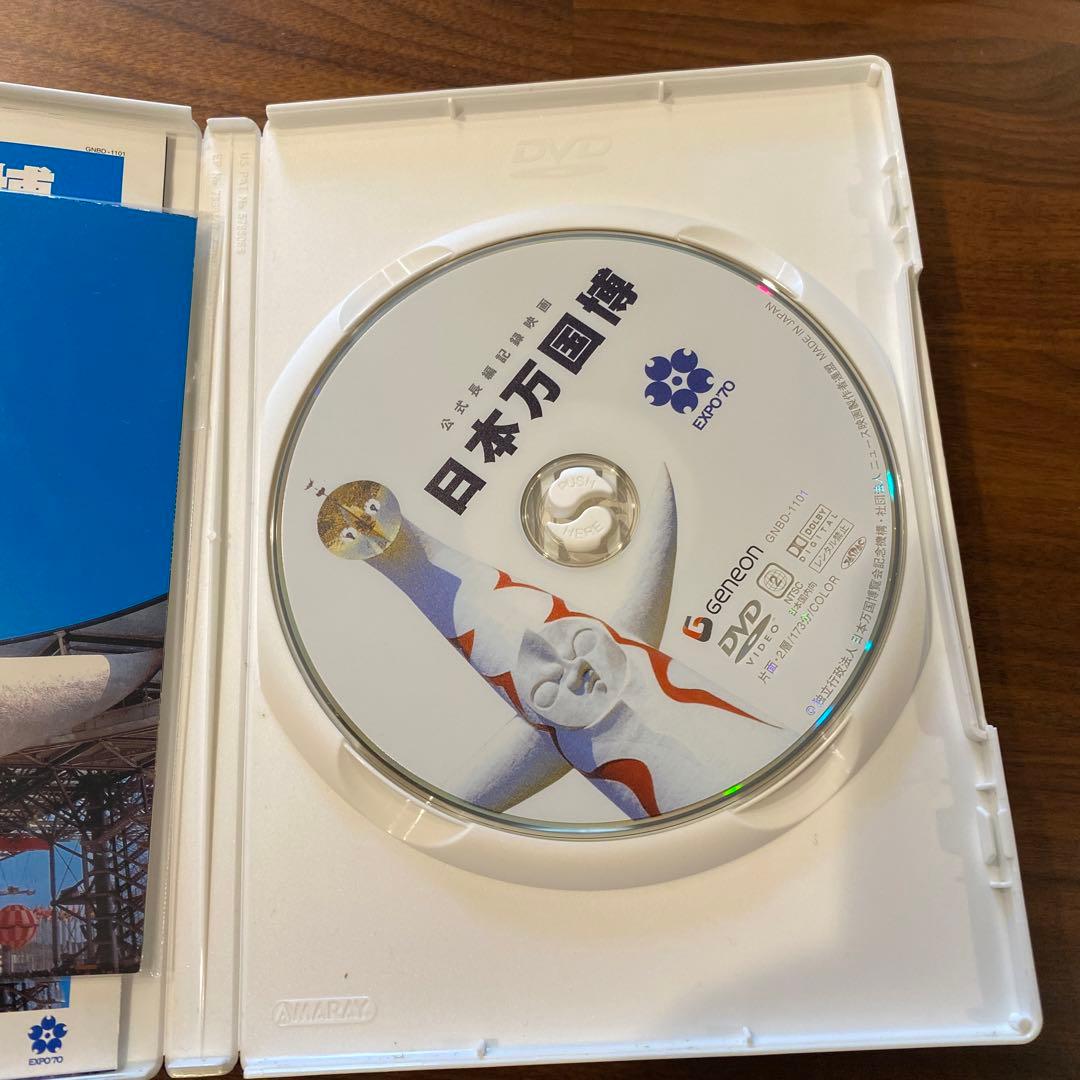 GNBD-1101
博
EXPO'70
DVD
公式長編記録映画
日本万国博
EXPO'70
PUSH
HERE
GENEON
GNBD-1101
DVD
VIDEO
2
NTSC
日本国内向
DOLBY
DIGITAL
レンタル禁止
片面・2層/173分/COLOR
© 独立行政法人 日本万国博覧会記念機構・社団法人ニュース映画製作者連盟 MADE IN JAPAN
AMARAY